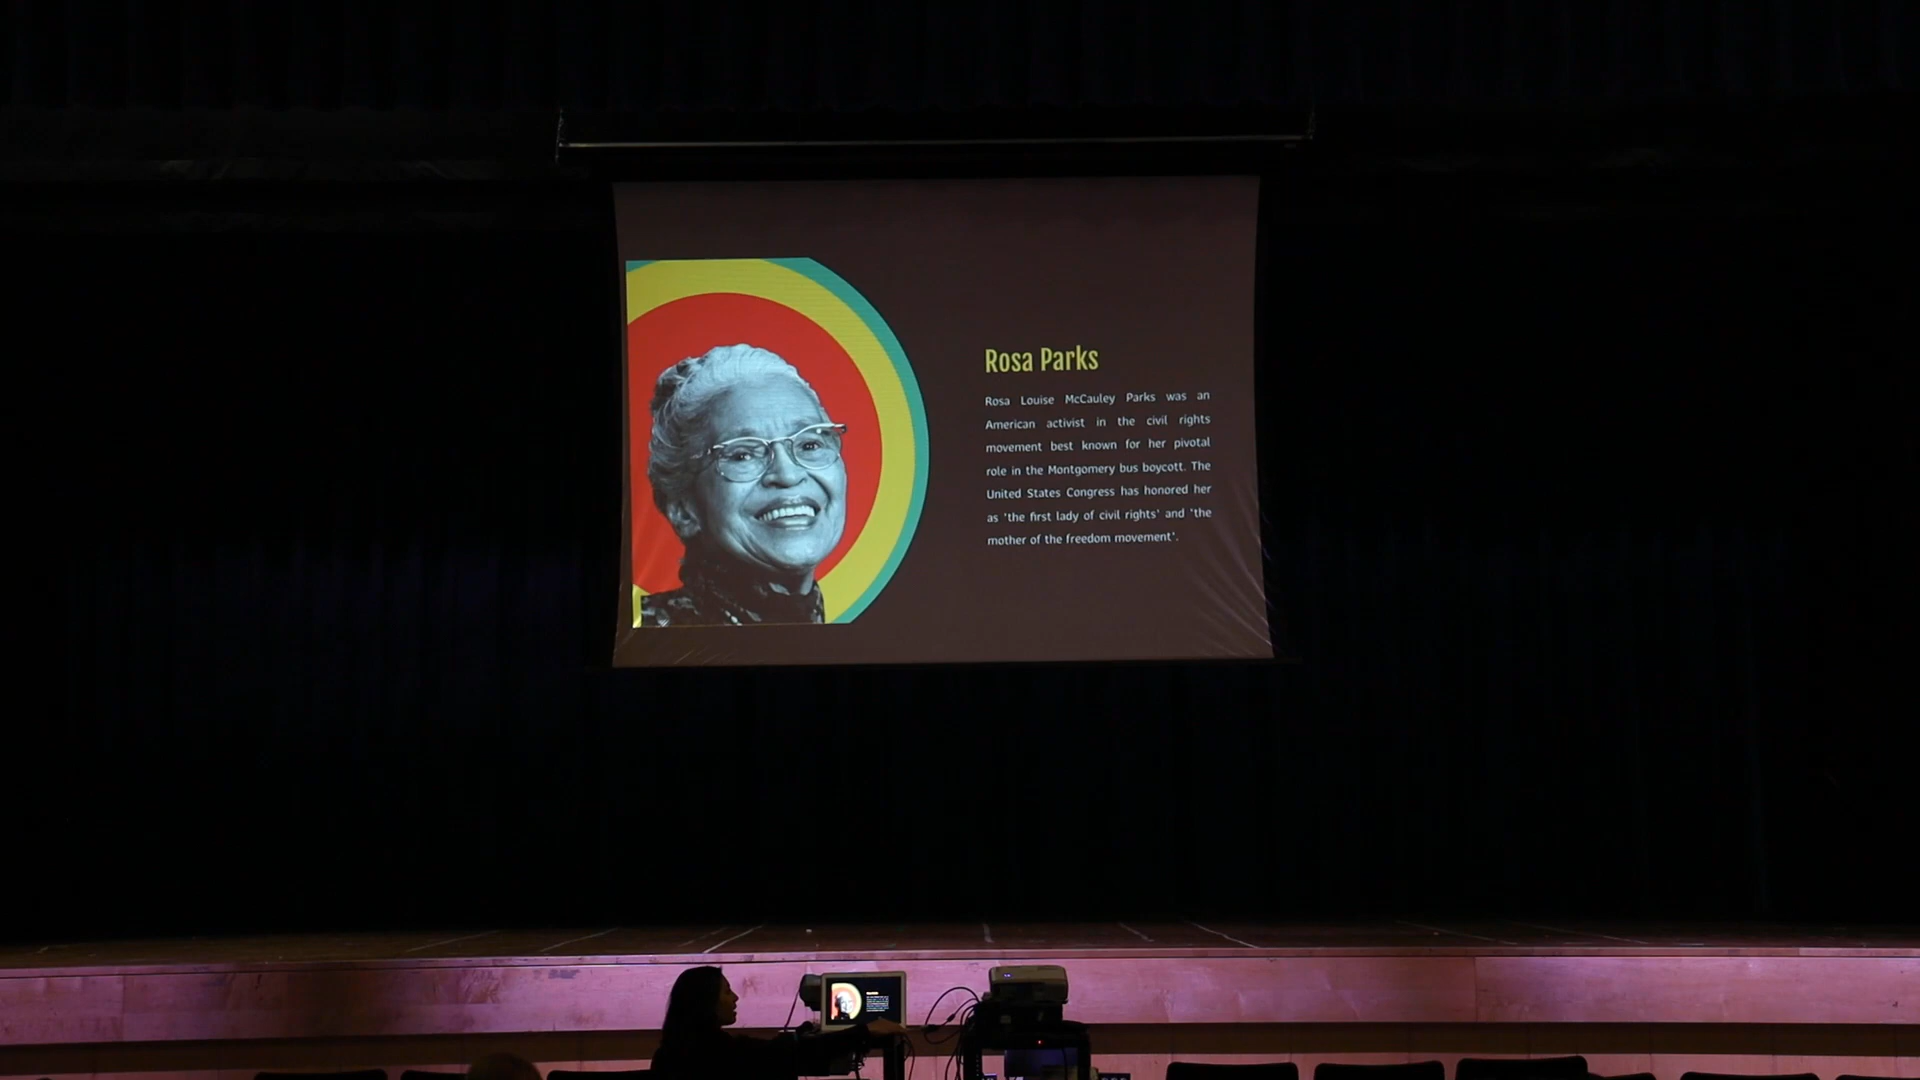 Rosa Parks
Rosa Louise McCauley Parks was an
American activist in the civil rights
movement best known for her pivotal
role in the Montgomery bus boycott. The
United States Congress has honored her
as 'the first lady of civil rights' and 'the
mother of the freedom movement'.